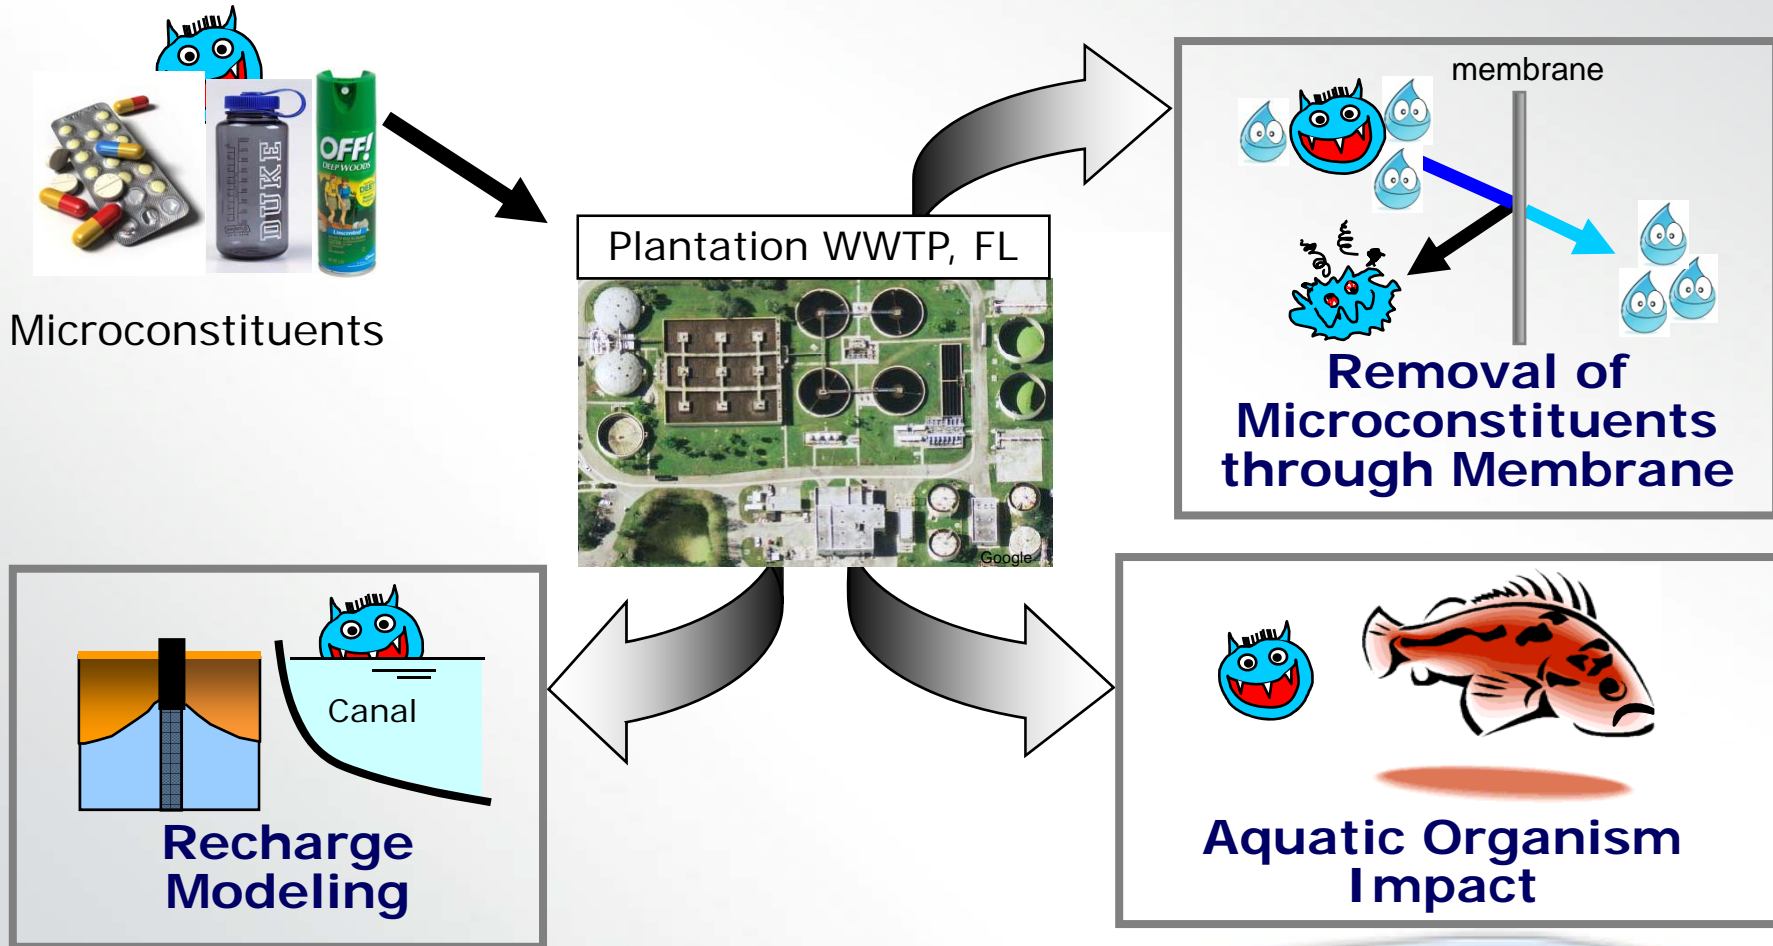 OFF!
DEEP WOODS
DUKE
Unscented
Microconstituents
Plantation WWTP, FL
Google
membrane
Removal of
Microconstituents
through Membrane
Canal
Recharge
Modeling
Aquatic Organism
Impact